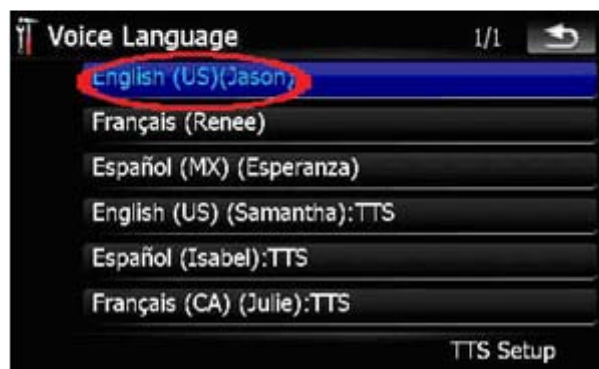 Voice Language 1/1
English (US)(Jason)
Français (Renee)
Español (MX) (Esperanza)
English (US) (Samantha):TTS
Español (Isabel):TTS
Français (CA) (Julie):TTS
TTS Setup